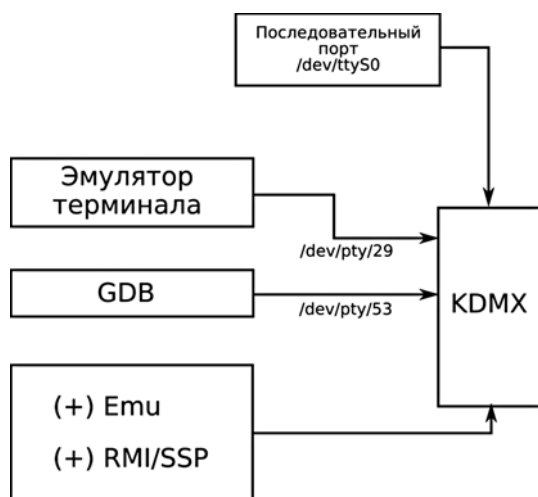 Последовательный
порт
/dev/ttyS0
Эмулятор
терминала
/dev/pty/29
GDB
/dev/pty/53
KDMX
(+) Emu
(+) RMI/SSP